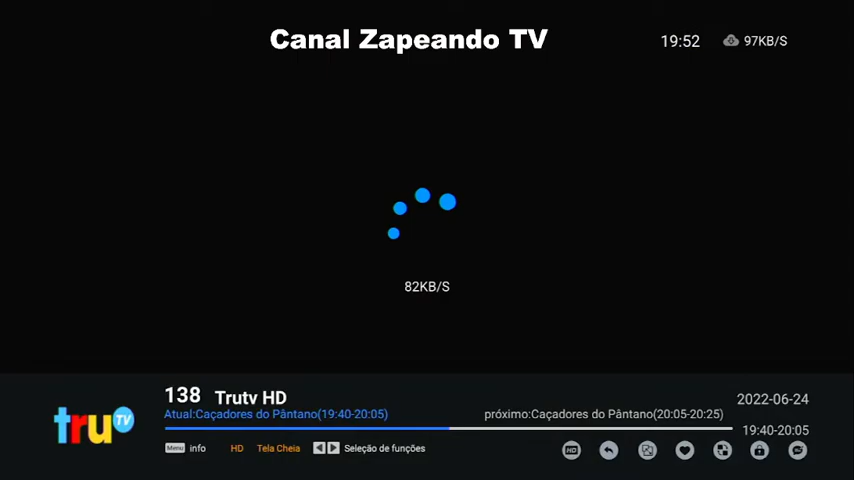 Canal Zapeando TV
19:52
97KB/S
82KB/S
138 Trutv HD
2022-06-24
Atual:Caçadores do Pântano(19:40-20:05)
próximo:Caçadores do Pântano(20:05-20:25)
tru TV
19:40-20:05
Menu info HD Tela Cheia Seleção de funções
HD